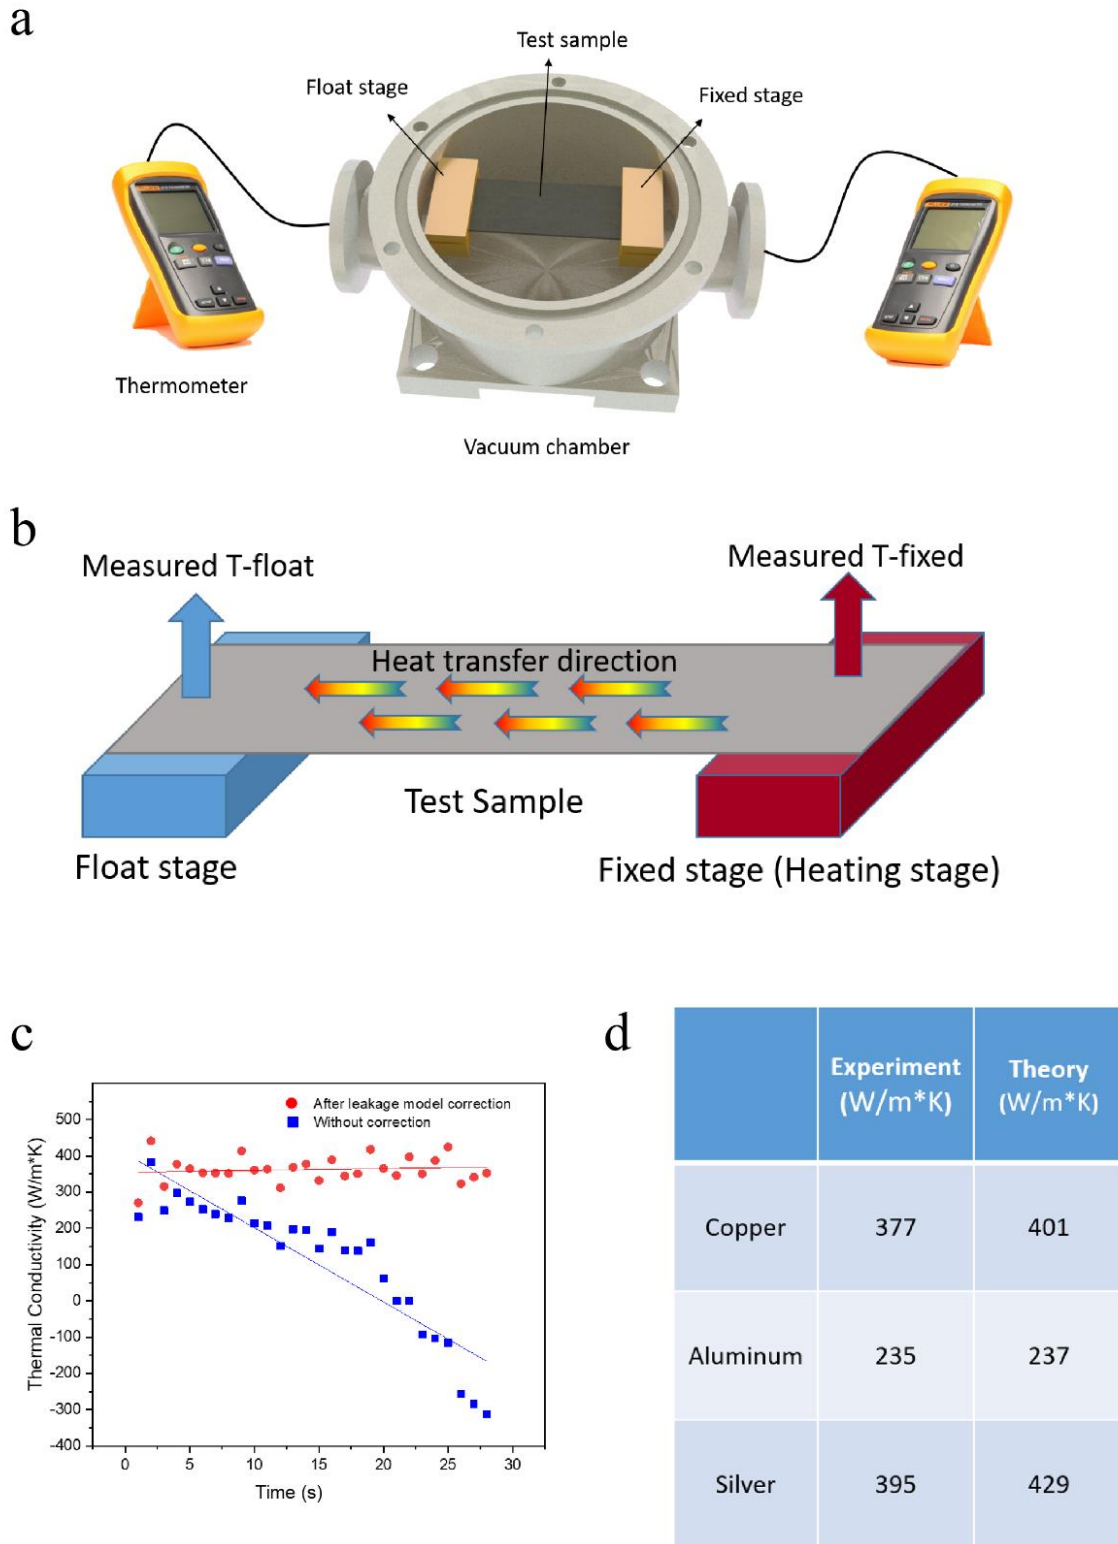 a
Test sample
Float stage
Fixed stage
Thermometer
Vacuum chamber
b
Measured T-float
Measured T-fixed
Heat transfer direction
Test Sample
Float stage
Fixed stage (Heating stage)
c
After leakage model correction
Without correction
Thermal Conductivity (W/m*K)
500
400
300
200
100
0
-100
-200
-300
-400
0 5 10 15 20 25 30
Time (s)
d
Experiment Theory
(W/m*K) (W/m*K)
Copper 377 401
Aluminum 235 237
Silver 395 429